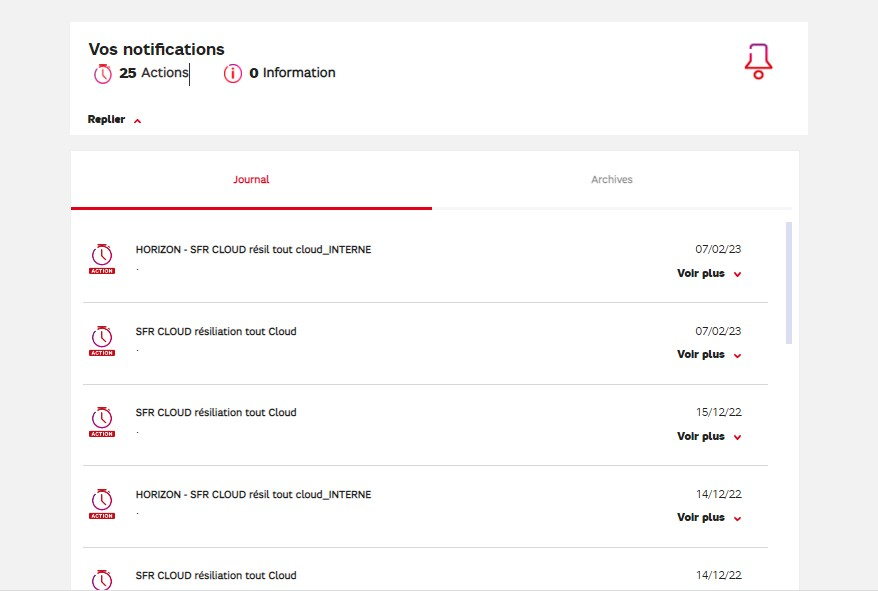 Vos notifications
25 Actions
0 Information
Replier
Journal
Archives
HORIZON - SFR CLOUD résil tout cloud_INTERNE
07/02/23
.
Voir plus
ACTION
SFR CLOUD résiliation tout Cloud
07/02/23
.
Voir plus
ACTION
SFR CLOUD résiliation tout Cloud
15/12/22
.
Voir plus
ACTION
HORIZON - SFR CLOUD résil tout cloud_INTERNE
14/12/22
.
Voir plus
ACTION
SFR CLOUD résiliation tout Cloud
14/12/22